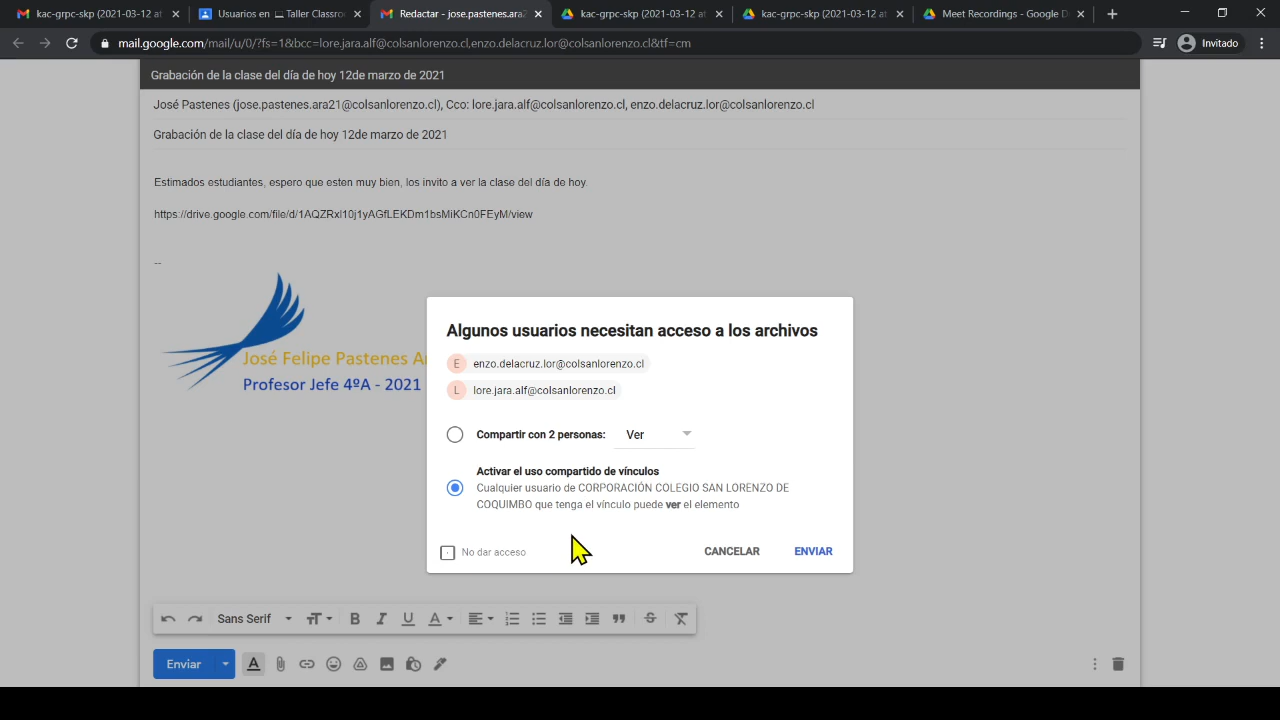 kac-grpc-skp (2021-03-12 at
Usuarios en Taller Classro
Redactar - jose.pastenes.ara2
kac-grpc-skp (2021-03-12 at
kac-grpc-skp (2021-03-12 at
Meet Recordings - Google D
mail.google.com/mail/u/0/?fs=1&bcc=lore.jara.alf@colsanlorenzo.cl,enzo.delacruz.lor@colsanlorenzo.cl&tf=cm
Invitado
Grabación de la clase del día de hoy 12de marzo de 2021
José Pastenes (jose.pastenes.ara21@colsanlorenzo.cl), Cco: lore.jara.alf@colsanlorenzo.cl, enzo.delacruz.lor@colsanlorenzo.cl
Grabación de la clase del día de hoy 12de marzo de 2021
Estimados estudiantes, espero que esten muy bien, los invito a ver la clase del día de hoy.
https://drive.google.com/file/d/1AQZRxl10j1yAGfLEKDm1bsMiKCn0FEyM/view
--
José Felipe Pastenes A
Profesor Jefe 4ºA - 2021
Algunos usuarios necesitan acceso a los archivos
E enzo.delacruz.lor@colsanlorenzo.cl
L lore.jara.alf@colsanlorenzo.cl
Compartir con 2 personas: Ver
Activar el uso compartido de vínculos
Cualquier usuario de CORPORACIÓN COLEGIO SAN LORENZO DE
COQUIMBO que tenga el vínculo puede ver el elemento
No dar acceso
CANCELAR
ENVIAR
Sans Serif
Enviar